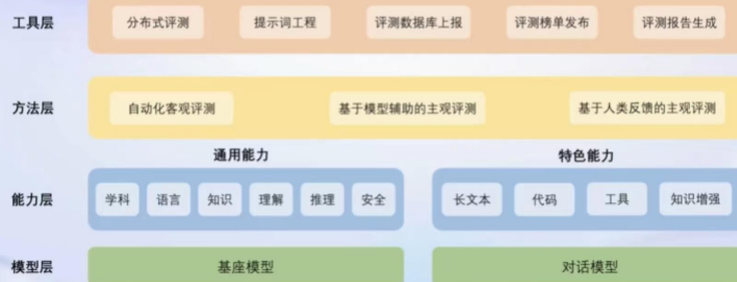 工具层
分布式评测 提示词工程 评测数据库上报 评测榜单发布 评测报告生成
方法层
自动化客观评测 基于模型辅助的主观评测 基于人类反馈的主观评测
通用能力 特色能力
能力层
学科 语言 知识 理解 推理 安全 长文本 代码 工具 知识增强
模型层
基座模型 对话模型